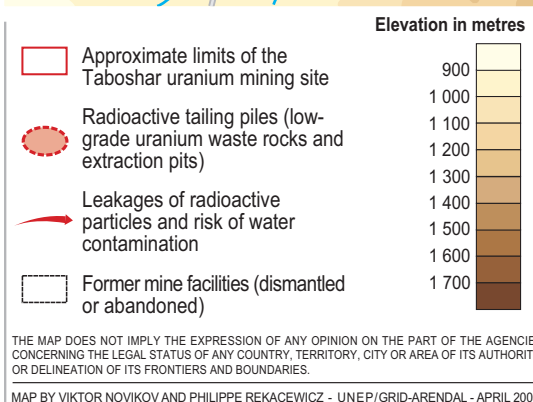 Elevation in metres
Approximate limits of the
Taboshar uranium mining site
Radioactive tailing piles (low-
grade uranium waste rocks and
extraction pits)
Leakages of radioactive
particles and risk of water
contamination
Former mine facilities (dismantled
or abandoned)
900
1 000
1 100
1 200
1 300
1 400
1 500
1 600
1 700
THE MAP DOES NOT IMPLY THE EXPRESSION OF ANY OPINION ON THE PART OF THE AGENCIE
CONCERNING THE LEGAL STATUS OF ANY COUNTRY, TERRITORY, CITY OR AREA OF ITS AUTHORIT
OR DELINEATION OF ITS FRONTIERS AND BOUNDARIES.
MAP BY VIKTOR NOVIKOV AND PHILIPPE REKACEWICZ - UNEP/GRID-ARENDAL - APRIL 200